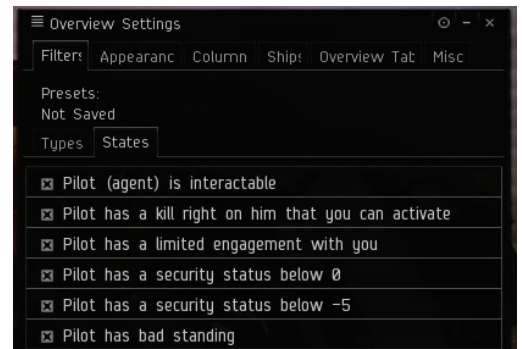 Overview Settings
Filters Appearanc Column Ships Overview Tab Misc
Presets:
Not Saved
Types States
Pilot (agent) is interactable
Pilot has a kill right on him that you can activate
Pilot has a limited engagement with you
Pilot has a security status below 0
Pilot has a security status below -5
Pilot has bad standing